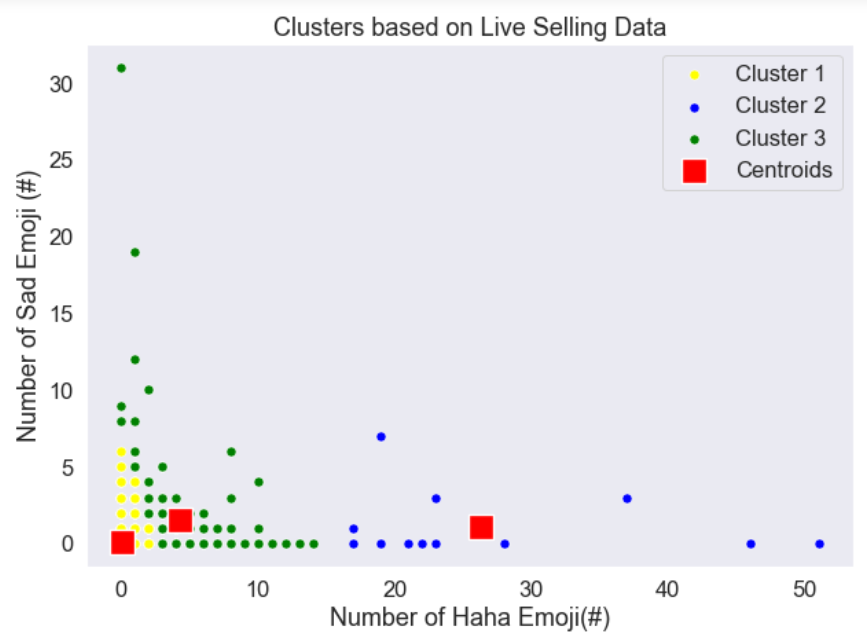 Clusters based on Live Selling Data
Cluster 1
Cluster 2
Cluster 3
Centroids
Number of Sad Emoji (#)
30
25
20
15
10
5
0
0 10 20 30 40 50
Number of Haha Emoji(#)